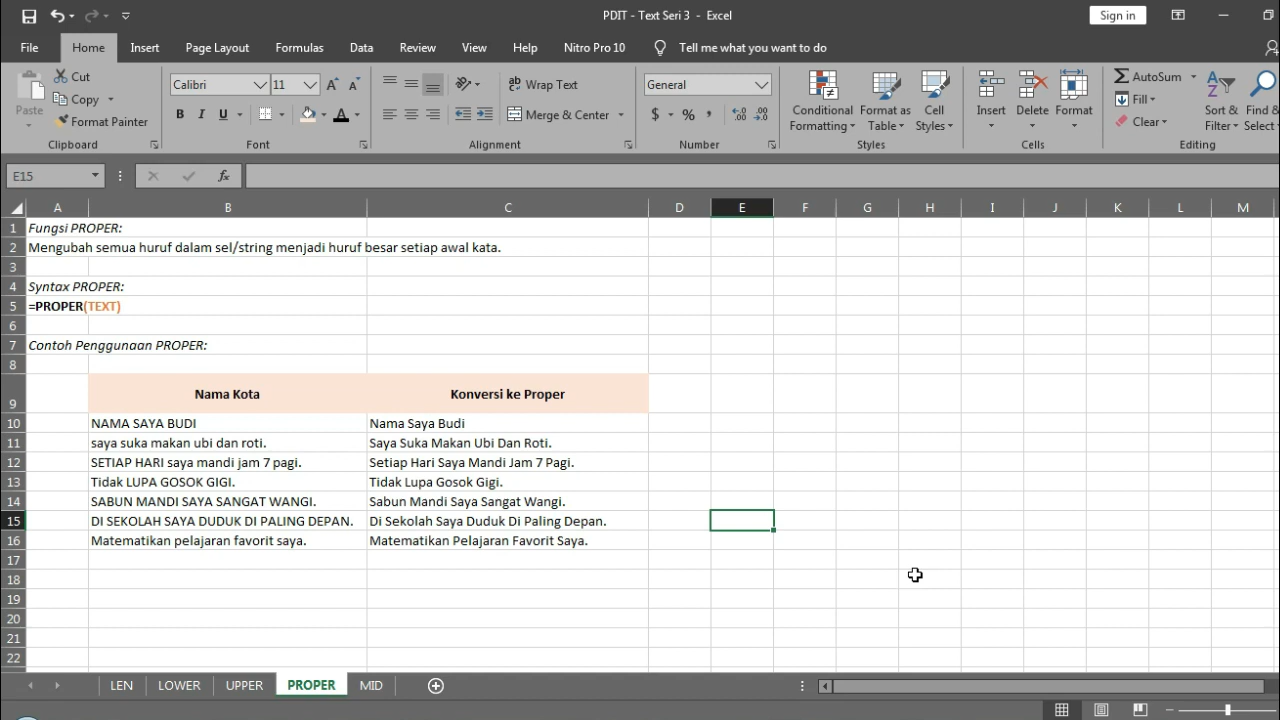 PDIT - Text Seri 3 - Excel
Sign in
File Home Insert Page Layout Formulas Data Review View Help Nitro Pro 10 Tell me what you want to do
Cut
Copy
Format Painter
Paste
Clipboard
Calibri 11
B I U A
Font
Wrap Text
Merge & Center
Alignment
General
$ % ,
Number
Conditional Formatting
Format as Table
Cell Styles
Styles
Insert
Delete
Format
Cells
AutoSum
Fill
Clear
Sort & Filter
Find & Select
Editing
E15 fx
A B C D E F G H I J K L M
1 Fungsi PROPER:
2 Mengubah semua huruf dalam sel/string menjadi huruf besar setiap awal kata.
3
4 Syntax PROPER:
5 =PROPER(TEXT)
6
7 Contoh Penggunaan PROPER:
8
9 Nama Kota Konversi ke Proper
10 NAMA SAYA BUDI Nama Saya Budi
11 saya suka makan ubi dan roti. Saya Suka Makan Ubi Dan Roti.
12 SETIAP HARI saya mandi jam 7 pagi. Setiap Hari Saya Mandi Jam 7 Pagi.
13 Tidak LUPA GOSOK GIGI. Tidak Lupa Gosok Gigi.
14 SABUN MANDI SAYA SANGAT WANGI. Sabun Mandi Saya Sangat Wangi.
15 DI SEKOLAH SAYA DUDUK DI PALING DEPAN. Di Sekolah Saya Duduk Di Paling Depan.
16 Matematikan pelajaran favorit saya. Matematikan Pelajaran Favorit Saya.
17
18
19
20
21
22
LEN LOWER UPPER PROPER MID